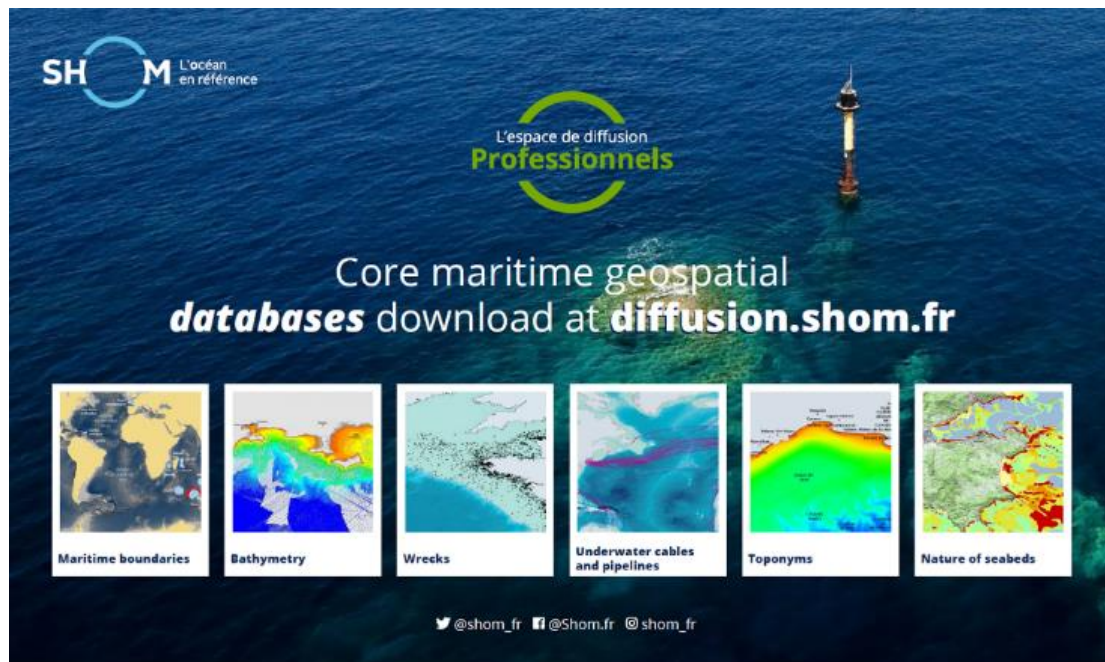 SHOM
L'océan
en référence
L'espace de diffusion
Professionnels
Core maritime geospatial
databases download at diffusion.shom.fr
Maritime boundaries
Bathymetry
Wrecks
Underwater cables
and pipelines
Toponyms
Nature of seabeds
@shom_fr @Shom.fr shom_fr